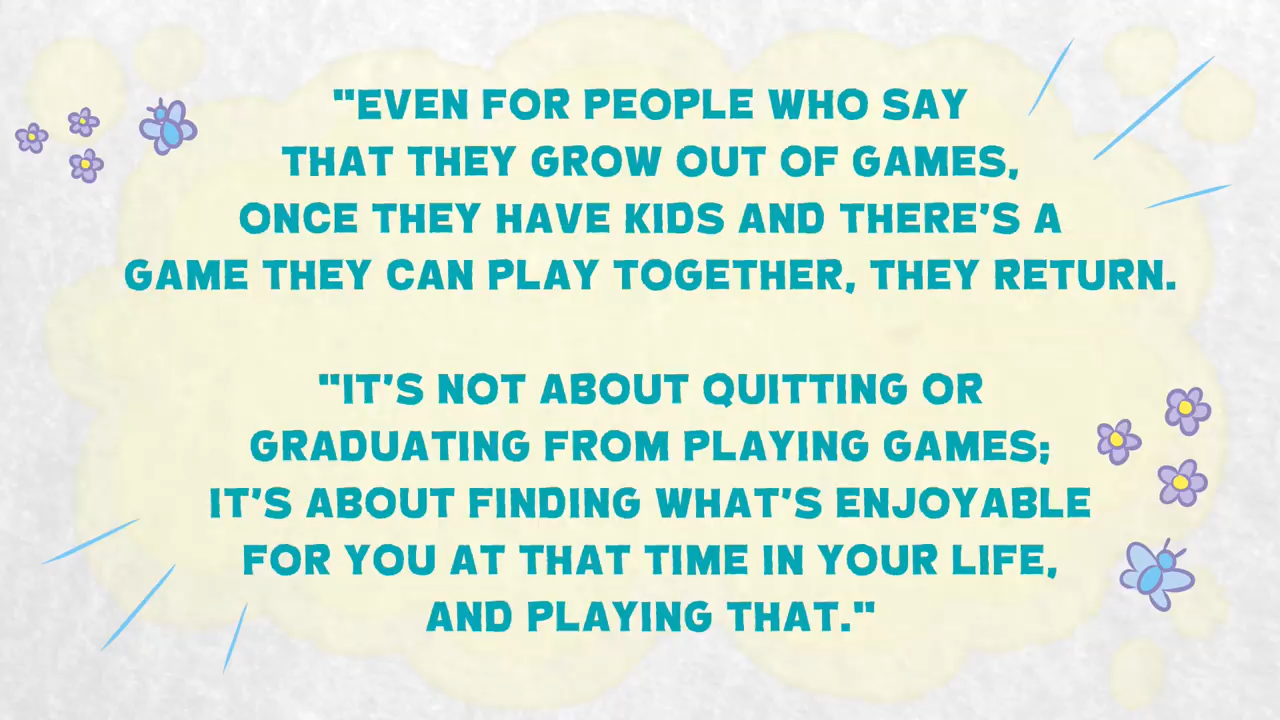 "EVEN FOR PEOPLE WHO SAY
THAT THEY GROW OUT OF GAMES,
ONCE THEY HAVE KIDS AND THERE'S A
GAME THEY CAN PLAY TOGETHER, THEY RETURN.
"IT'S NOT ABOUT QUITTING OR
GRADUATING FROM PLAYING GAMES;
IT'S ABOUT FINDING WHAT'S ENJOYABLE
FOR YOU AT THAT TIME IN YOUR LIFE,
AND PLAYING THAT."